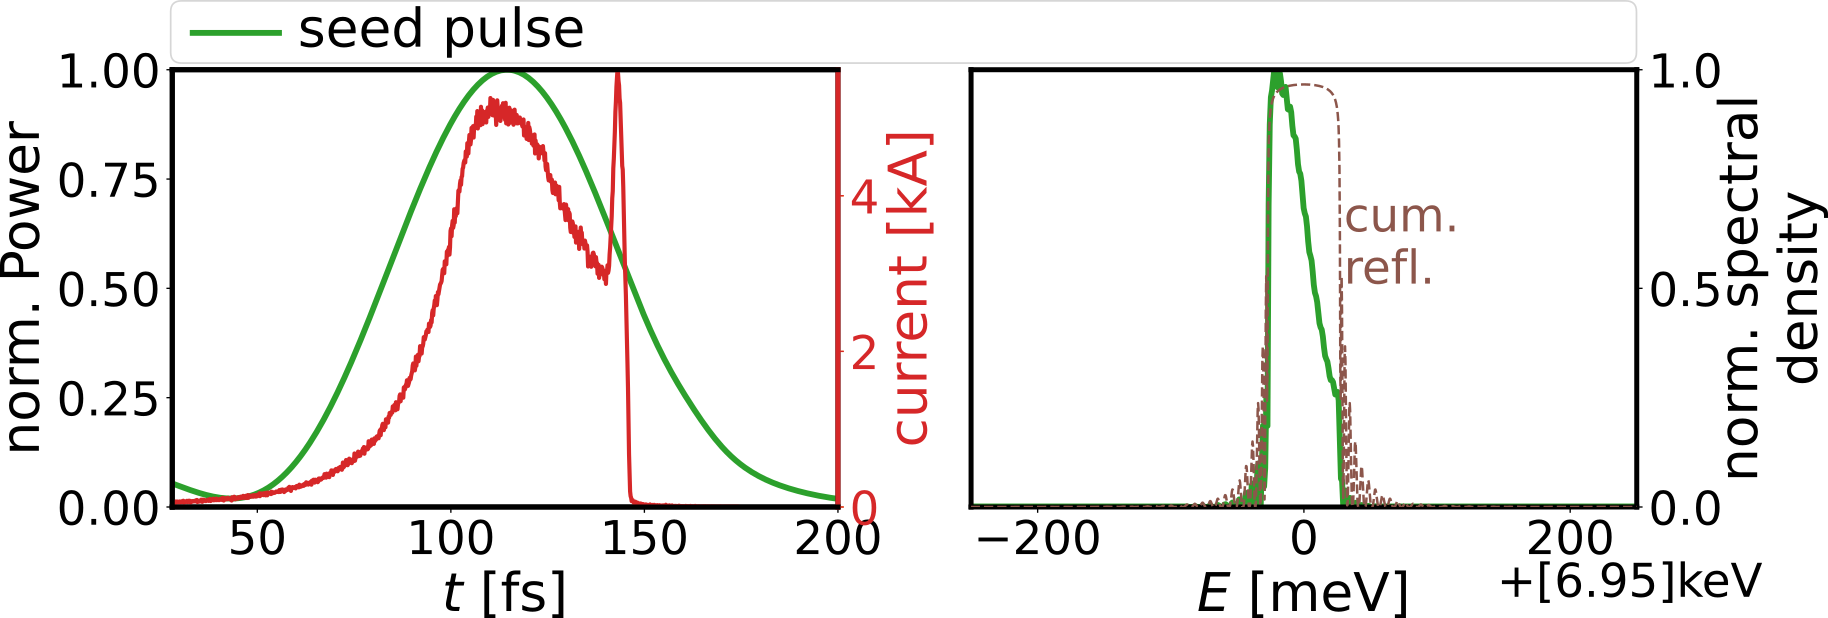 seed pulse
1.00
0.75
0.50
0.25
0.00
norm. Power
50
100
150
200
t [fs]
4
2
0
current [kA]
cum.
refl.
−200
0
200
E [meV]
+[6.95]keV
1.0
0.5
0.0
norm. spectral
density